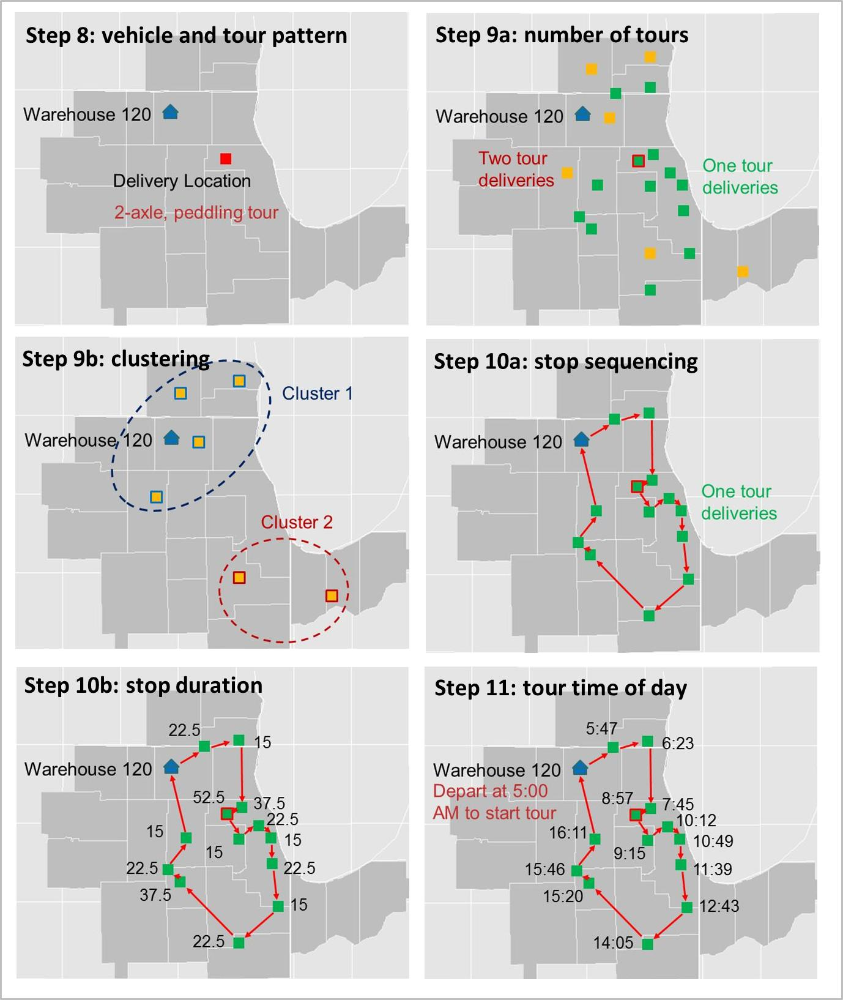 Step 8: vehicle and tour pattern
Warehouse 120
Delivery Location
2-axle, peddling tour
Step 9a: number of tours
Warehouse 120
Two tour
deliveries
One tour
deliveries
Step 9b: clustering
Cluster 1
Warehouse 120
Cluster 2
Step 10a: stop sequencing
Warehouse 120
One tour
deliveries
Step 10b: stop duration
22.5
15
Warehouse 120
52.5
37.5
22.5
15
15
15
22.5
22.5
37.5
15
22.5
Step 11: tour time of day
5:47
6:23
Warehouse 120
Depart at 5:00
AM to start tour
8:57
7:45
10:12
16:11
10:49
9:15
15:46
11:39
15:20
12:43
14:05